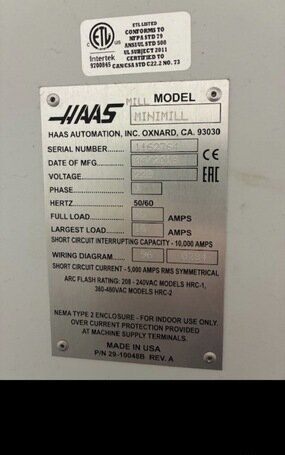 ETL LISTED
CONFORMS TO
NFPA STD 79
ANSI/UL STD 508
UL SUBJECT 2011
CERTIFIED TO
CAN/CSA STD C22.2 NO. 73
ETL
Intertek
HAAS
MILL MODEL
MINIMILL
HAAS AUTOMATION, INC. OXNARD, CA. 93030
SERIAL NUMBER
DATE OF MFG
VOLTAGE
CE
EAC
PHASE
HERTZ 50/60
FULL LOAD AMPS
LARGEST LOAD AMPS
SHORT CIRCUIT INTERRUPTING CAPACITY - 10,000 AMPS
WIRING DIAGRAM
SHORT CIRCUIT CURRENT - 5,000 AMPS RMS SYMMETRICAL
ARC FLASH RATING: 208 - 240VAC MODELS HRC-1,
380-480VAC MODELS HRC-2
NEMA TYPE 2 ENCLOSURE - FOR INDOOR USE ONLY.
OVER CURRENT PROTECTION PROVIDED
AT MACHINE SUPPLY TERMINALS.
MADE IN USA
P/N 29-10048B REV. A